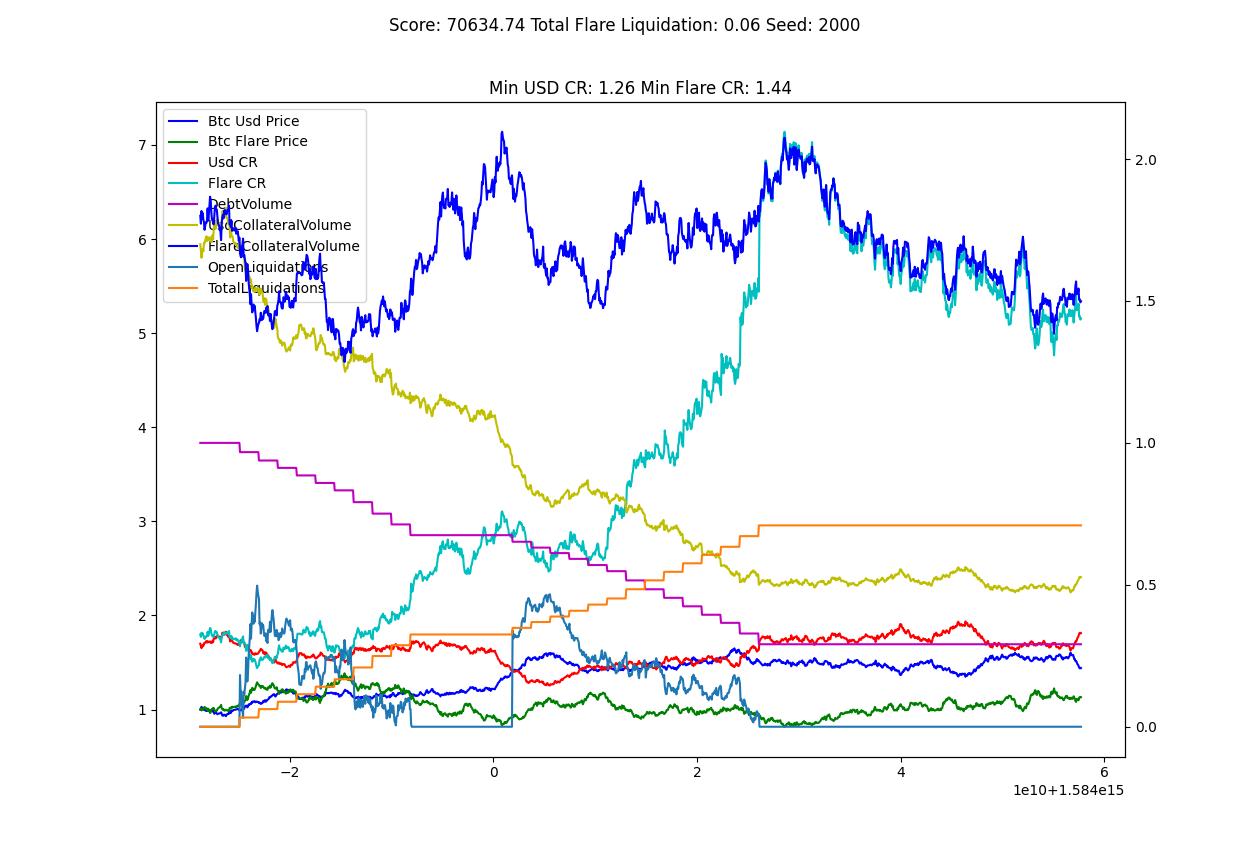 Score: 70634.74 Total Flare Liquidation: 0.06 Seed: 2000
Min USD CR: 1.26 Min Flare CR: 1.44
Btc Usd Price
Btc Flare Price
Usd CR
Flare CR
DebtVolume
UsdCollateralVolume
FlareCollateralVolume
OpenLiquidations
TotalLiquidations
7
6
5
4
3
2
1
2.0
1.5
1.0
0.5
0.0
−2
0
2
4
6
1e10+1.584e15